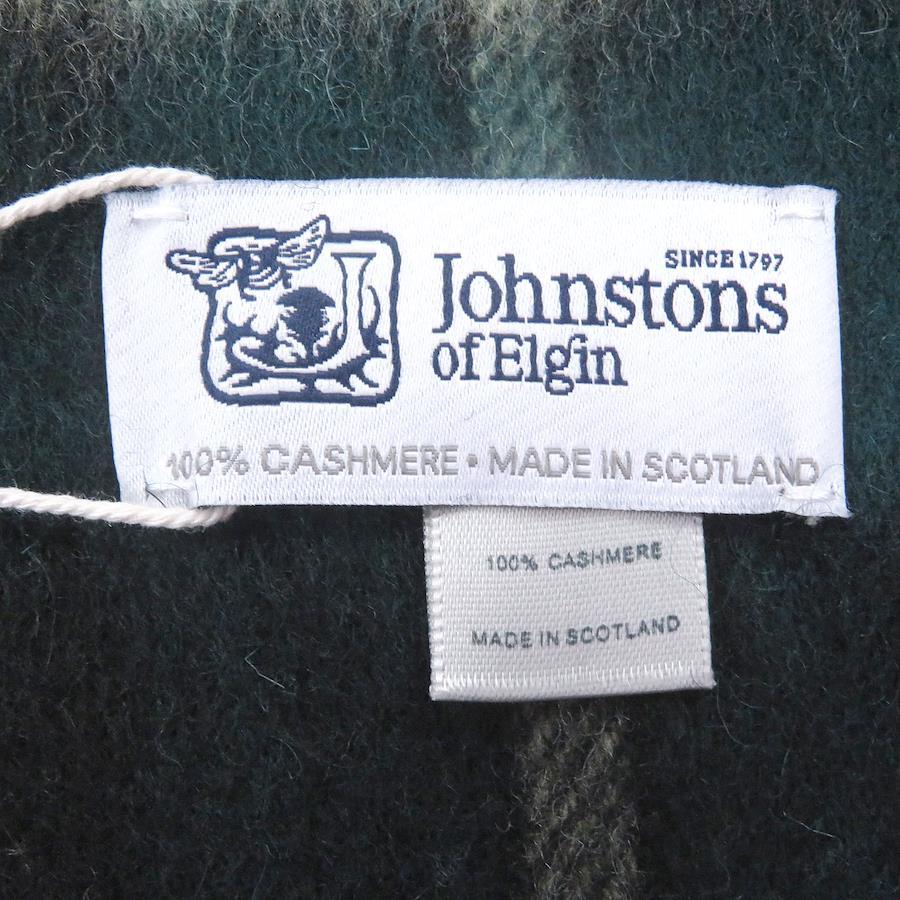 SINCE 1797
Johnstons
of Elgin
100% CASHMERE • MADE IN SCOTLAND
100% CASHMERE
MADE IN SCOTLAND